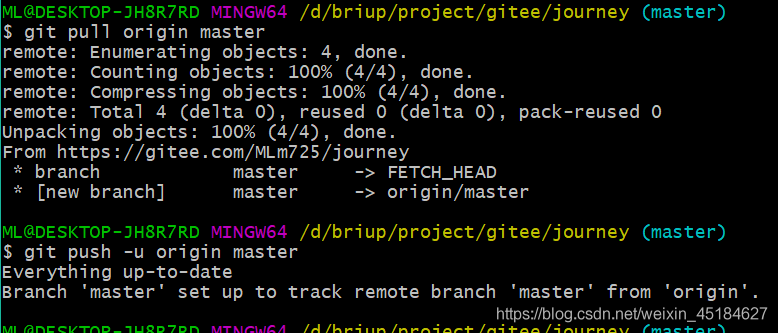 ML@DESKTOP-JH8R7RD MINGW64 /d/briup/project/gitee/journey (master)
$ git pull origin master
remote: Enumerating objects: 4, done.
remote: Counting objects: 100% (4/4), done.
remote: Compressing objects: 100% (4/4), done.
remote: Total 4 (delta 0), reused 0 (delta 0), pack-reused 0
Unpacking objects: 100% (4/4), done.
From https://gitee.com/MLm725/journey
 * branch            master     -> FETCH_HEAD
 * [new branch]      master     -> origin/master
ML@DESKTOP-JH8R7RD MINGW64 /d/briup/project/gitee/journey (master)
$ git push -u origin master
Everything up-to-date
Branch 'master' set up to track remote branch 'master' from 'origin'.
https://blog.csdn.net/weixin_45184627
ML@DESKTOP-JH8R7RD MINGW64 /d/briup/project/gitee/journey (master)